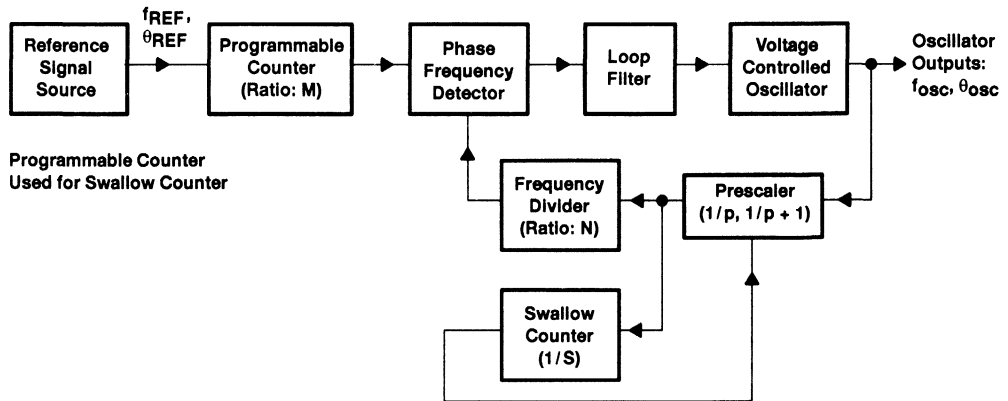 fREF,
θREF
Reference
Signal
Source
Programmable
Counter
(Ratio: M)
Phase
Frequency
Detector
Loop
Filter
Voltage
Controlled
Oscillator
Oscillator
Outputs:
fosc, θosc
Programmable Counter
Used for Swallow Counter
Frequency
Divider
(Ratio: N)
Prescaler
(1/p, 1/p + 1)
Swallow
Counter
(1/S)